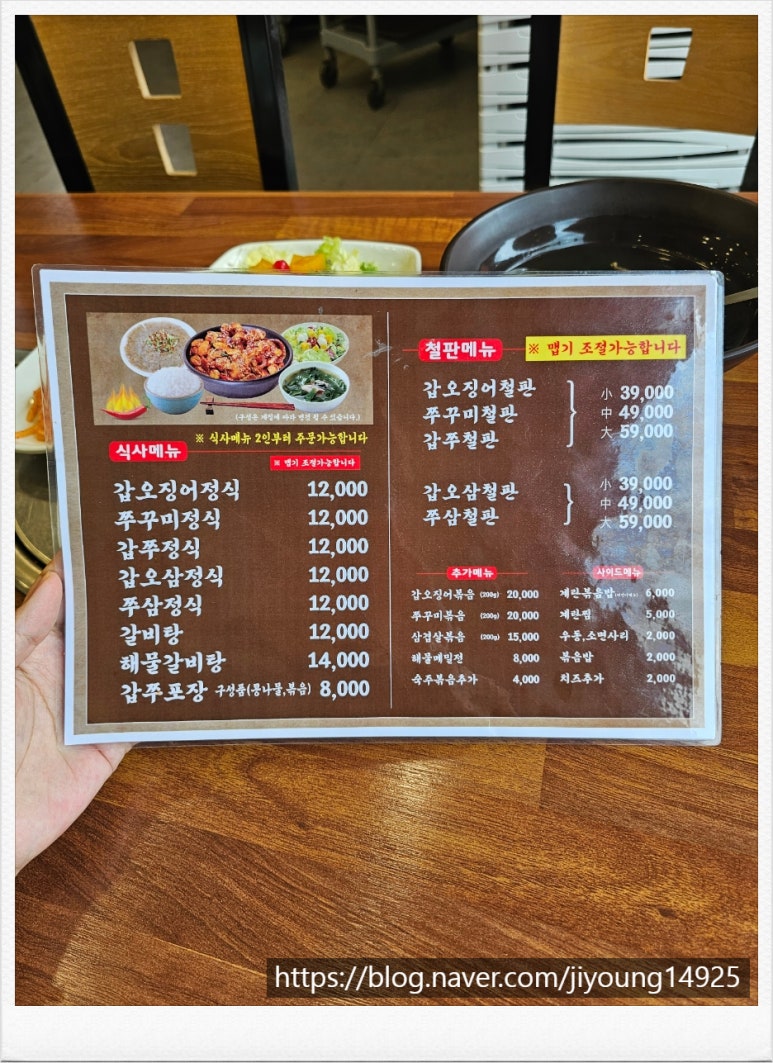 (구성은 계절에 따라 변경 될 수 있습니다.)
※ 식사메뉴 2인부터 주문가능합니다
식사메뉴
※ 맵기 조절가능합니다
갑오징어정식 12,000
쭈꾸미정식 12,000
갑쭈정식 12,000
갑오삼정식 12,000
쭈삼정식 12,000
갈비탕 12,000
해물갈비탕 14,000
갑쭈포장 구성품(콩나물,볶음) 8,000
철판메뉴 ※ 맵기 조절가능합니다
갑오징어철판 小 39,000
쭈꾸미철판 中 49,000
갑쭈철판 大 59,000
갑오삼철판 小 39,000
쭈삼철판 中 49,000
大 59,000
추가메뉴
갑오징어볶음 (200g) 20,000
쭈꾸미볶음 (200g) 20,000
삼겹살볶음 (200g) 15,000
해물메밀전 8,000
숙주볶음추가 4,000
사이드메뉴
계란볶음밥 6,000
계란찜 5,000
우동,소면사리 2,000
볶음밥 2,000
치즈추가 2,000
https://blog.naver.com/jiyoung14925